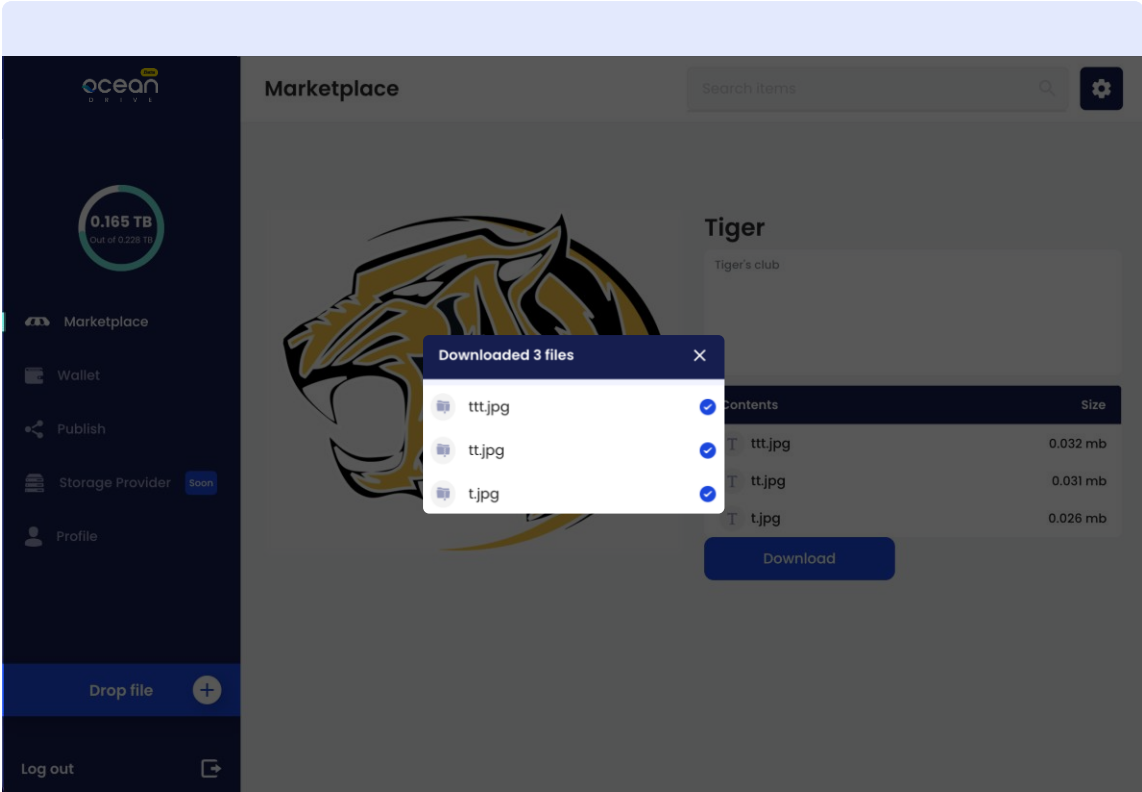 Beta
ocean
DRIVE
Marketplace
Search items
0.165 TB
Out of 0.228 TB
Marketplace
Wallet
Publish
Storage Provider Soon
Profile
Drop file
Log out
Tiger
Tiger's club
Downloaded 3 files
ttt.jpg
tt.jpg
t.jpg
Contents Size
ttt.jpg 0.032 mb
tt.jpg 0.031 mb
t.jpg 0.026 mb
Download